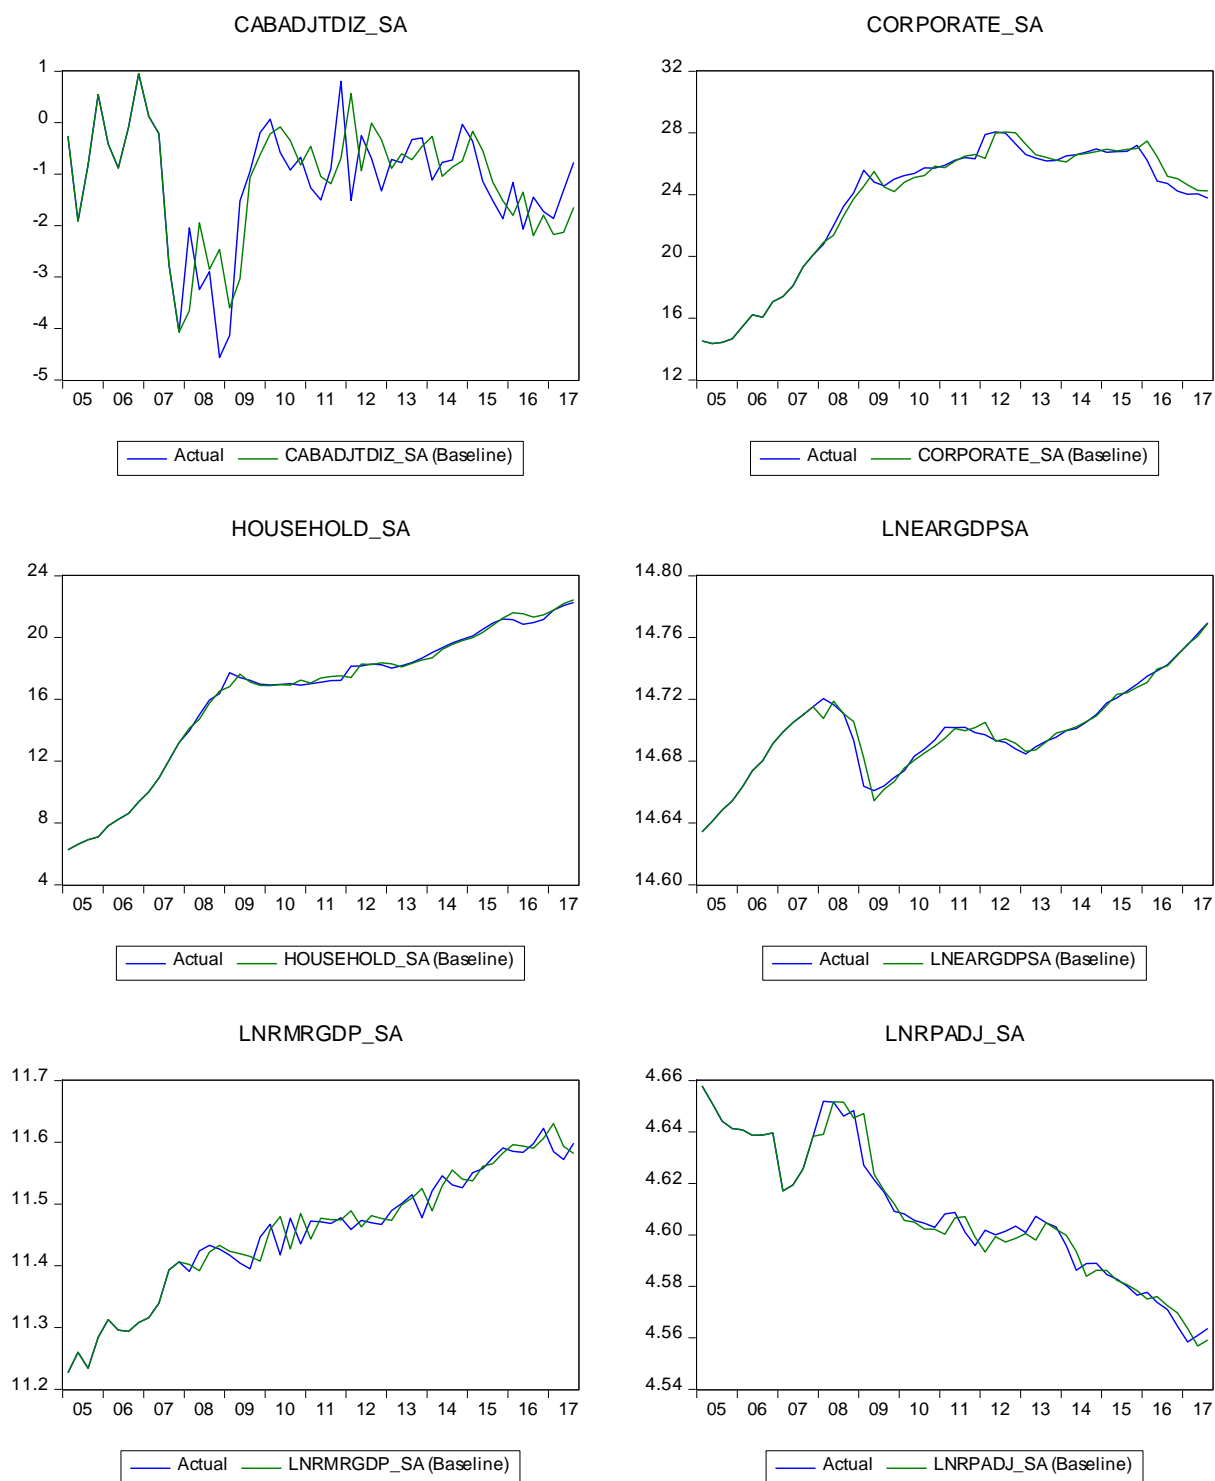 CABADJTDIZ_SA
1
0
-1
-2
-3
-4
-5
05 06 07 08 09 10 11 12 13 14 15 16 17
Actual CABADJTDIZ_SA (Baseline)
CORPORATE_SA
32
28
24
20
16
12
05 06 07 08 09 10 11 12 13 14 15 16 17
Actual CORPORATE_SA (Baseline)
HOUSEHOLD_SA
24
20
16
12
8
4
05 06 07 08 09 10 11 12 13 14 15 16 17
Actual HOUSEHOLD_SA (Baseline)
LNEARGDPSA
14.80
14.76
14.72
14.68
14.64
14.60
05 06 07 08 09 10 11 12 13 14 15 16 17
Actual LNEARGDPSA (Baseline)
LNRMRGDP_SA
11.7
11.6
11.5
11.4
11.3
11.2
05 06 07 08 09 10 11 12 13 14 15 16 17
Actual LNRMRGDP_SA (Baseline)
LNRPADJ_SA
4.66
4.64
4.62
4.60
4.58
4.56
4.54
05 06 07 08 09 10 11 12 13 14 15 16 17
Actual LNRPADJ_SA (Baseline)